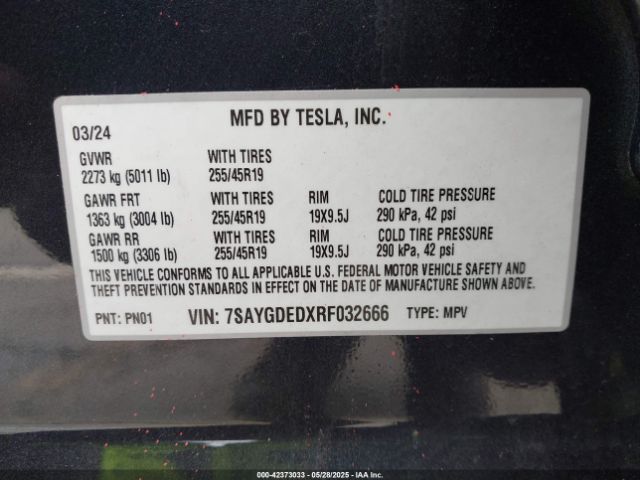 MFD BY TESLA, INC.
03/24
GVWR WITH TIRES
2273 kg (5011 lb) 255/45R19
GAWR FRT WITH TIRES RIM COLD TIRE PRESSURE
1363 kg (3004 lb) 255/45R19 19X9.5J 290 kPa, 42 psi
GAWR RR WITH TIRES RIM COLD TIRE PRESSURE
1500 kg (3306 lb) 255/45R19 19X9.5J 290 kPa, 42 psi
THIS VEHICLE CONFORMS TO ALL APPLICABLE U.S. FEDERAL MOTOR VEHICLE SAFETY AND
THEFT PREVENTION STANDARDS IN EFFECT ON THE DATE OF MANUFACTURE SHOWN ABOVE.
PNT: PN01 VIN: 7SAYGDEDXRF032666 TYPE: MPV
000-42373033 - 05/28/2025 - IAA, Inc.